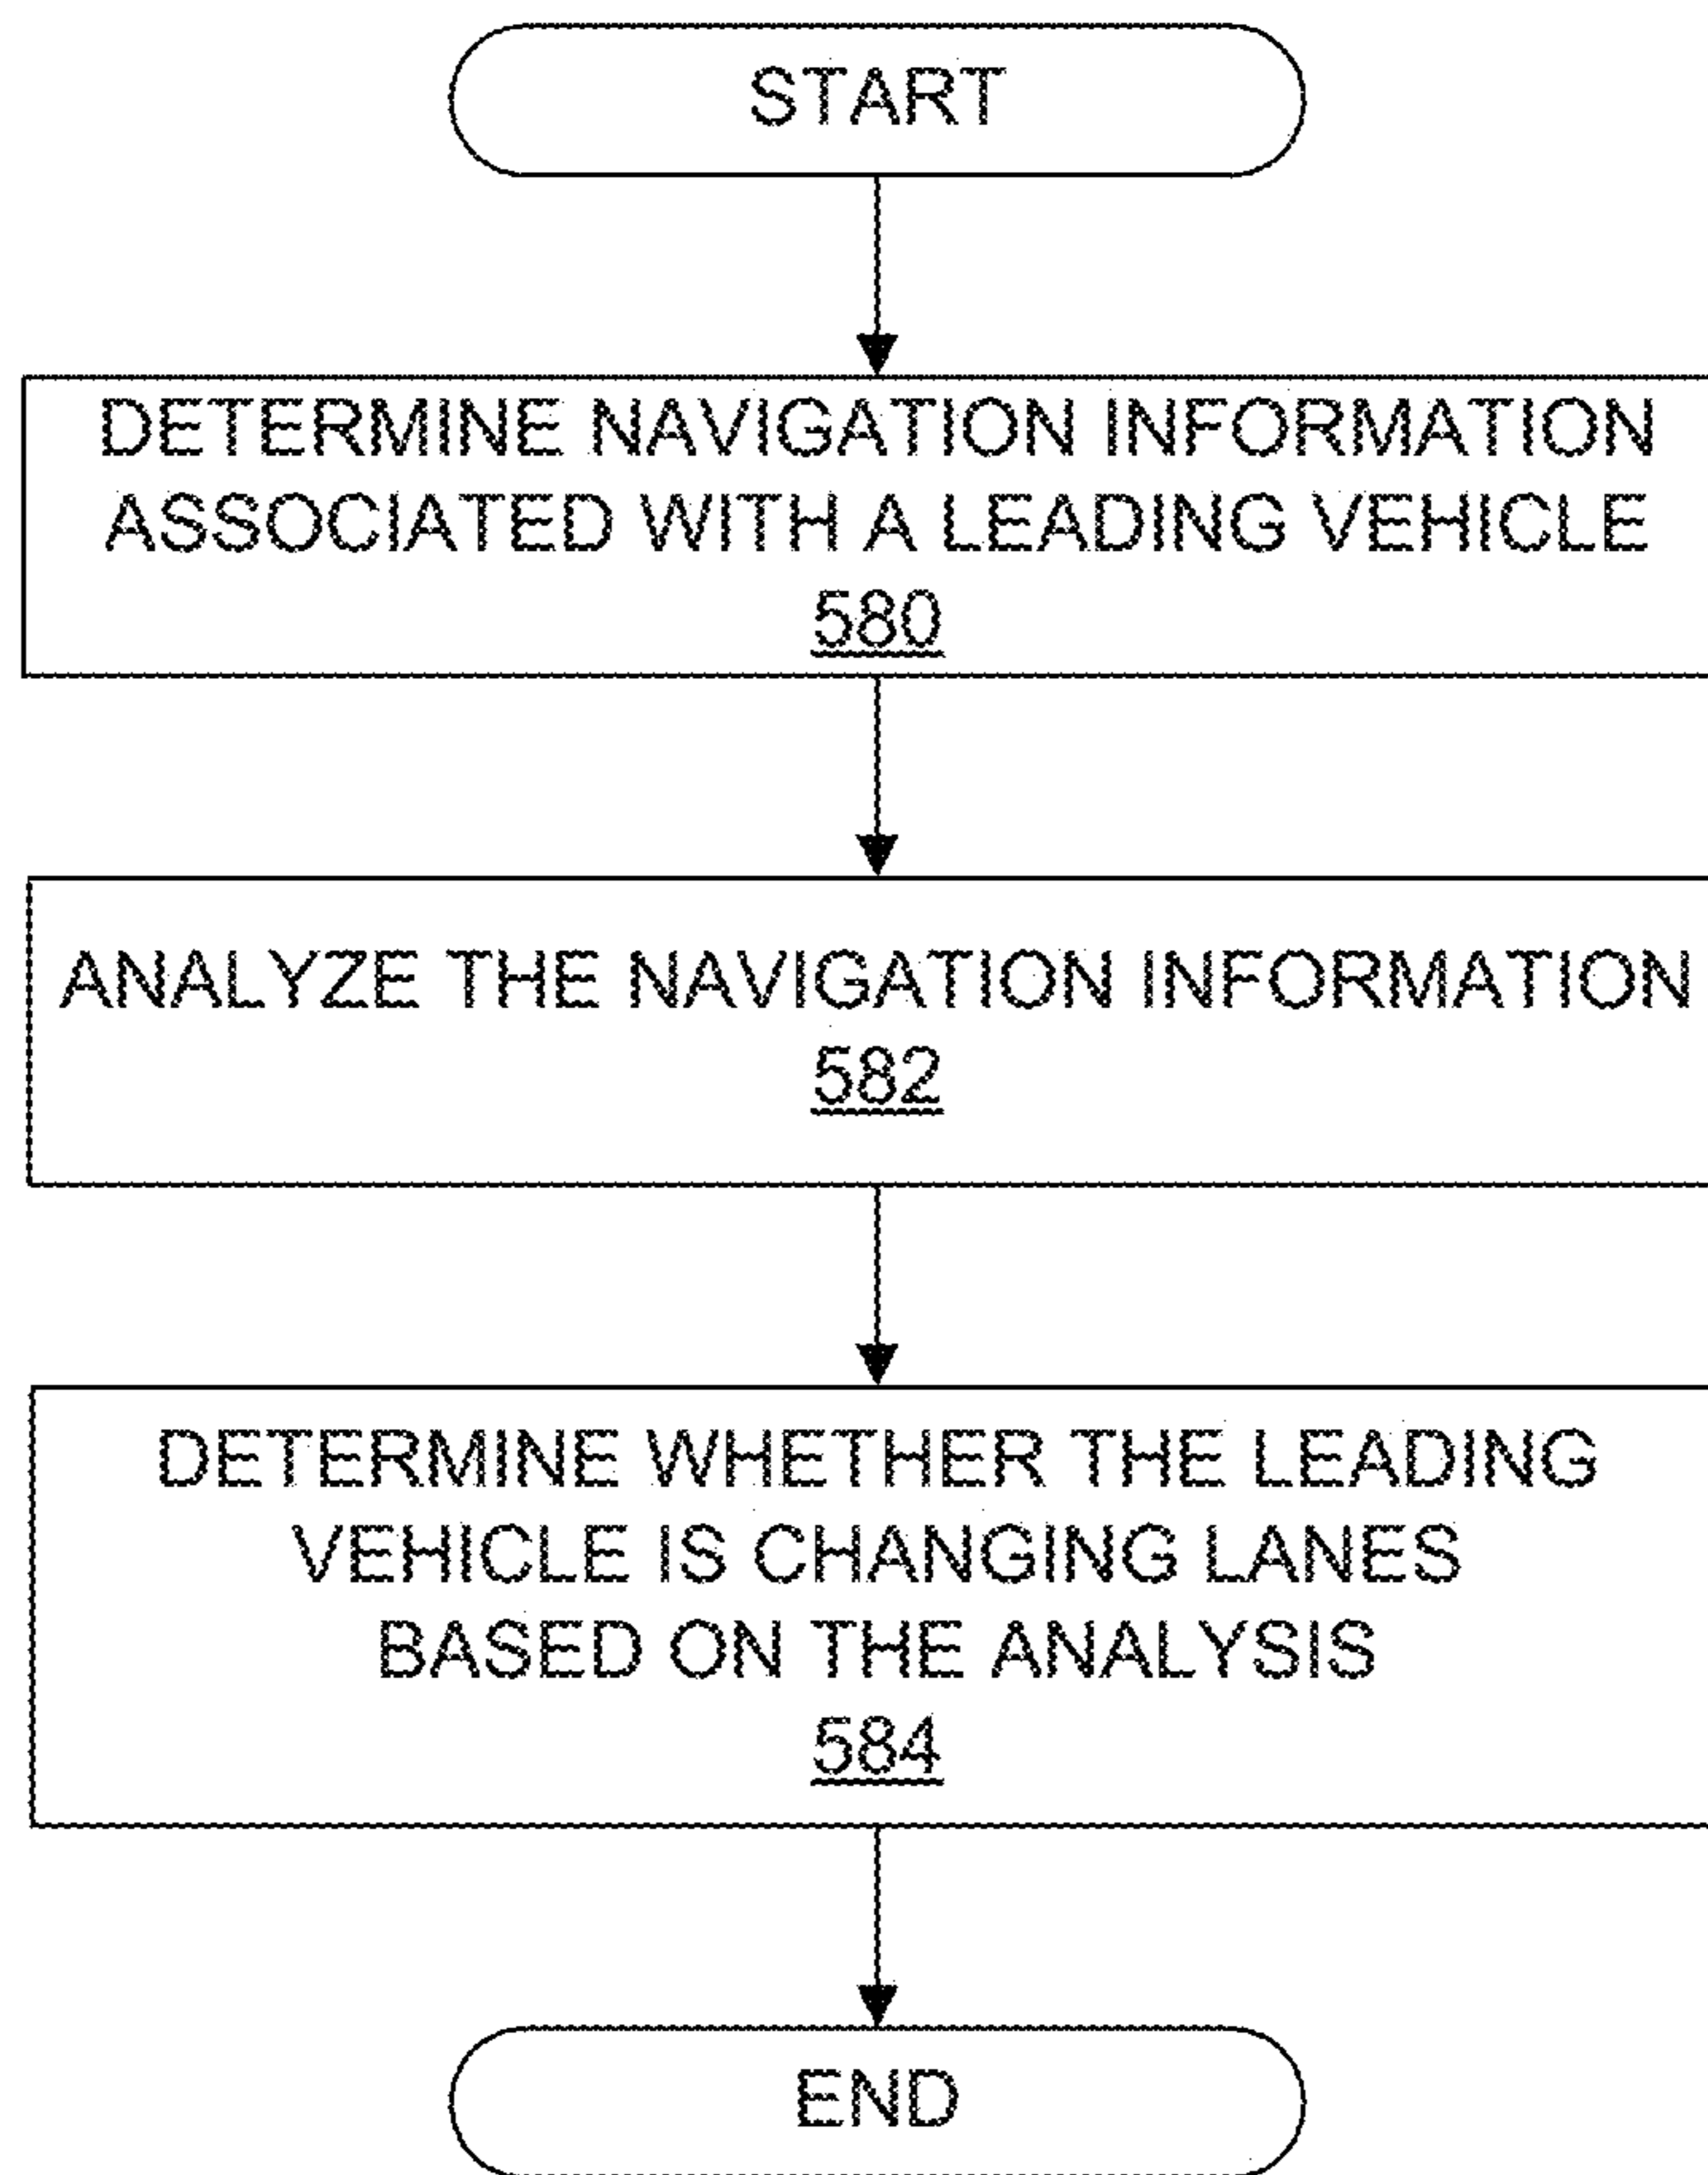 START
DETERMINE NAVIGATION INFORMATION
ASSOCIATED WITH A LEADING VEHICLE
580
ANALYZE THE NAVIGATION INFORMATION
582
DETERMINE WHETHER THE LEADING
VEHICLE IS CHANGING LANES
BASED ON THE ANALYSIS
584
END